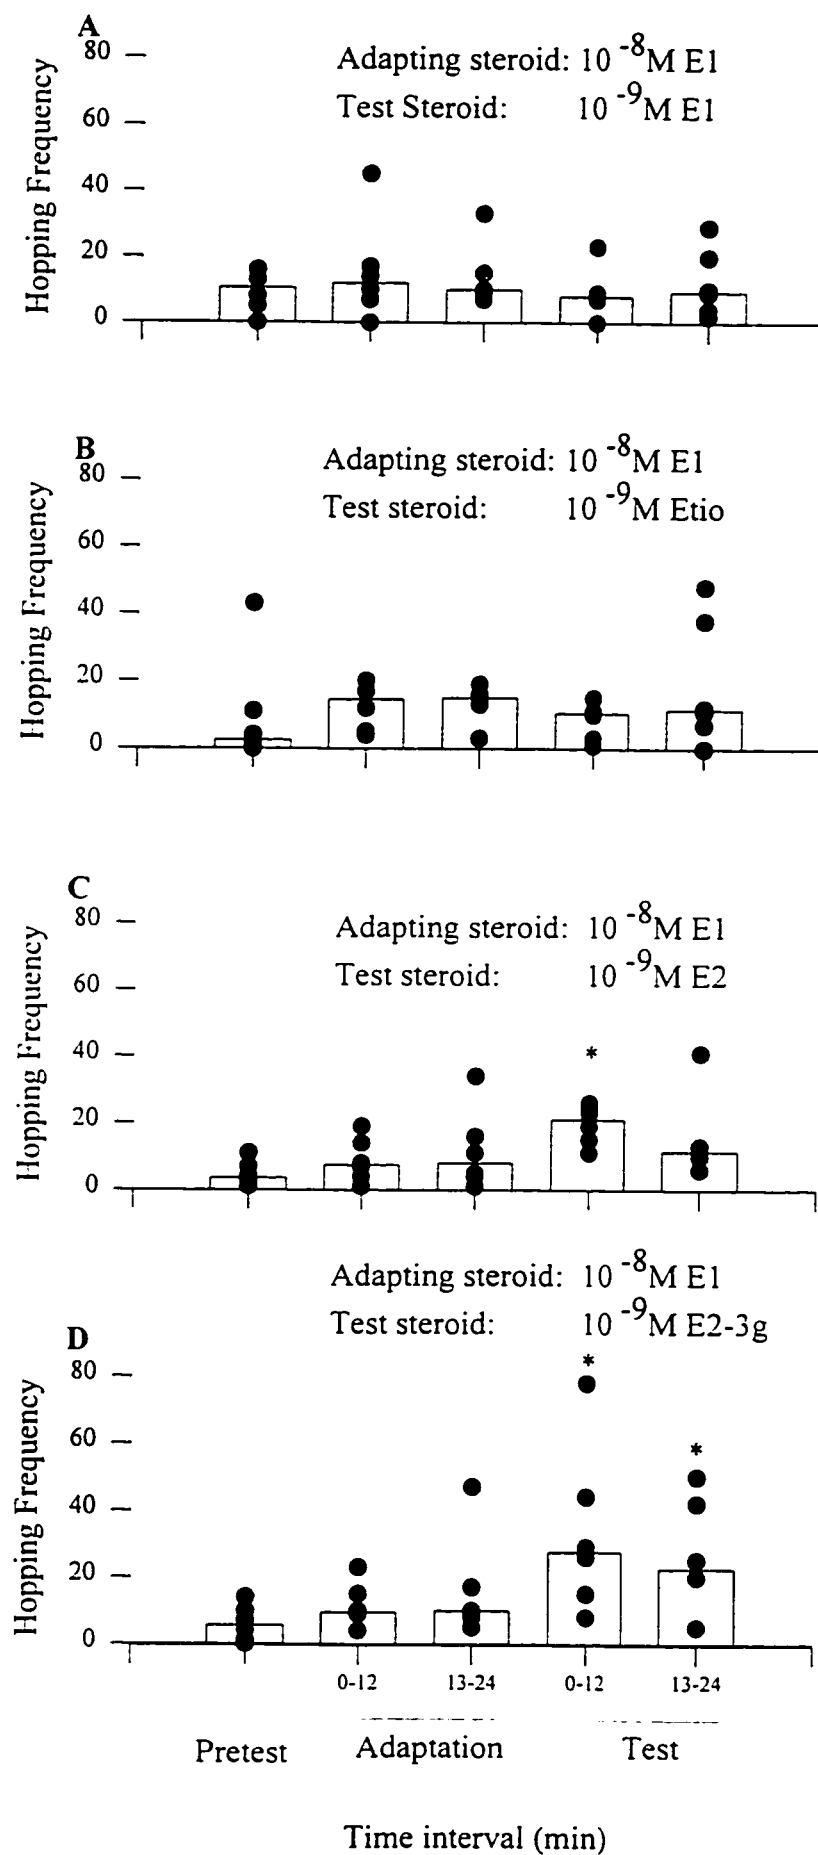 A
80
Adapting steroid: 10 -8M E1
Test Steroid: 10 -9M E1
60
40
20
0
Hopping Frequency
B
80
Adapting steroid: 10 -8M E1
Test steroid: 10 -9M Etio
60
40
20
0
Hopping Frequency
C
80
Adapting steroid: 10 -8M E1
Test steroid: 10 -9M E2
60
40
*
20
0
Hopping Frequency
Adapting steroid: 10 -8M E1
Test steroid: 10 -9M E2-3g
D
80
*
60
*
40
20
0
Hopping Frequency
0-12 13-24 0-12 13-24
Pretest Adaptation Test
Time interval (min)